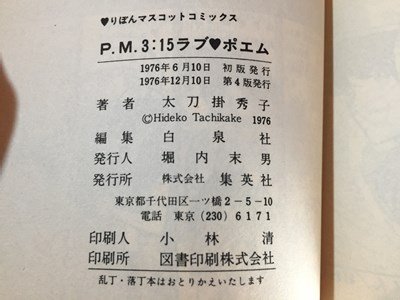 ♥りぼんマスコットコミックス
P.M.3:15ラブ♥ポエム
1976年6月10日 初版発行
1976年12月10日 第4版発行
著者 太刀掛秀子
©Hideko Tachikake 1976
編集 白泉社
発行人 堀内末男
発行所 株式会社 集英社
東京都千代田区一ツ橋2-5-10
電話 東京(230)6171
印刷人 小林清
印刷所 図書印刷株式会社
乱丁・落丁本はおとりかえいたします